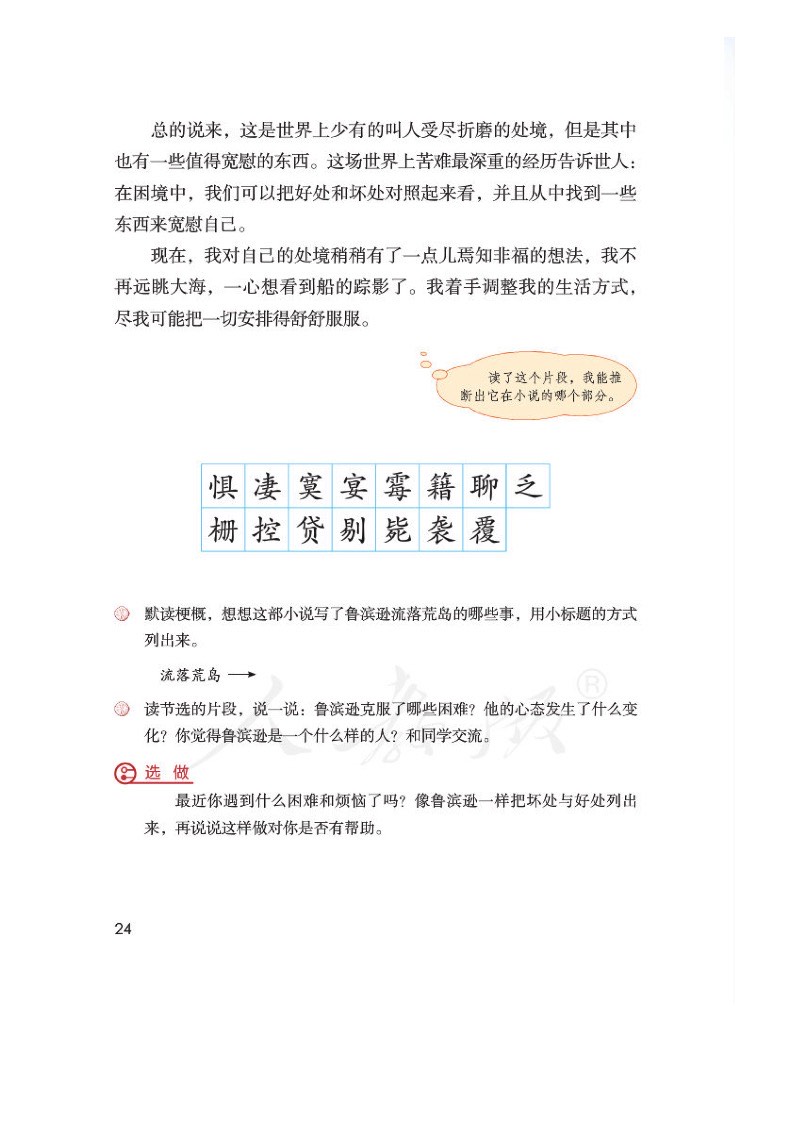 总的说来，这是世界上少有的叫人受尽折磨的处境，但是其中
也有一些值得宽慰的东西。这场世界上苦难最深重的经历告诉世人：
在困境中，我们可以把好处和坏处对照起来看，并且从中找到一些
东西来宽慰自己。
现在，我对自己的处境稍稍有了一点儿焉知非福的想法，我不
再远眺大海，一心想看到船的踪影了。我着手调整我的生活方式，
尽我可能把一切安排得舒舒服服。
读了这个片段，我能推
断出它在小说的哪个部分。
惧凄寞宴霉籍聊乏
栅控贷剔毙袭覆
默读梗概，想想这部小说写了鲁滨逊流落荒岛的哪些事，用小标题的方式
列出来。
流落荒岛 ⟶
读节选的片段，说一说：鲁滨逊克服了哪些困难？他的心态发生了什么变
化？你觉得鲁滨逊是一个什么样的人？和同学交流。
选做
最近你遇到什么困难和烦恼了吗？像鲁滨逊一样把坏处与好处列出
来，再说说这样做对你是否有帮助。
人教版®
24